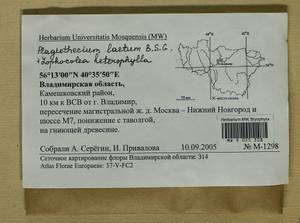 Herbarium Universitatis Mosquensis (MW)
Plagiothecium laetum B.S.G.
+ Lophocolea heterophylla
56°13'00"N 40°35'50"E
Владимирская область,
Камешковский район,
10 км к ВСВ от г. Владимир,
пересечение магистральной ж. д. Москва – Нижний Новгород и
шоссе М7, понижение с таволгой,
на гниющей древесине.
Herbarium MW, Bryophyta
Собрали А. Серёгин, И. Привалова 10.09.2005 № М-1298
Сеточное картирование флоры Владимирской области: З14
Atlas Florae Europaeae: 37-V-FC2